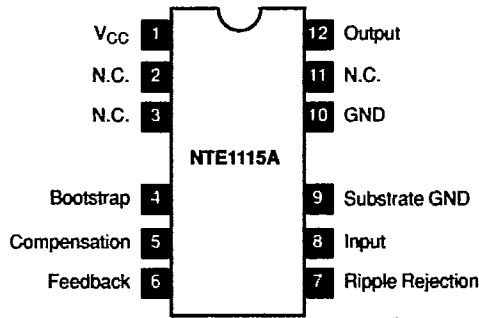 VCC 1 12 Output
N.C. 2 11 N.C.
N.C. 3 10 GND
NTE1115A
Bootstrap 4 9 Substrate GND
Compensation 5 8 Input
Feedback 6 7 Ripple Rejection